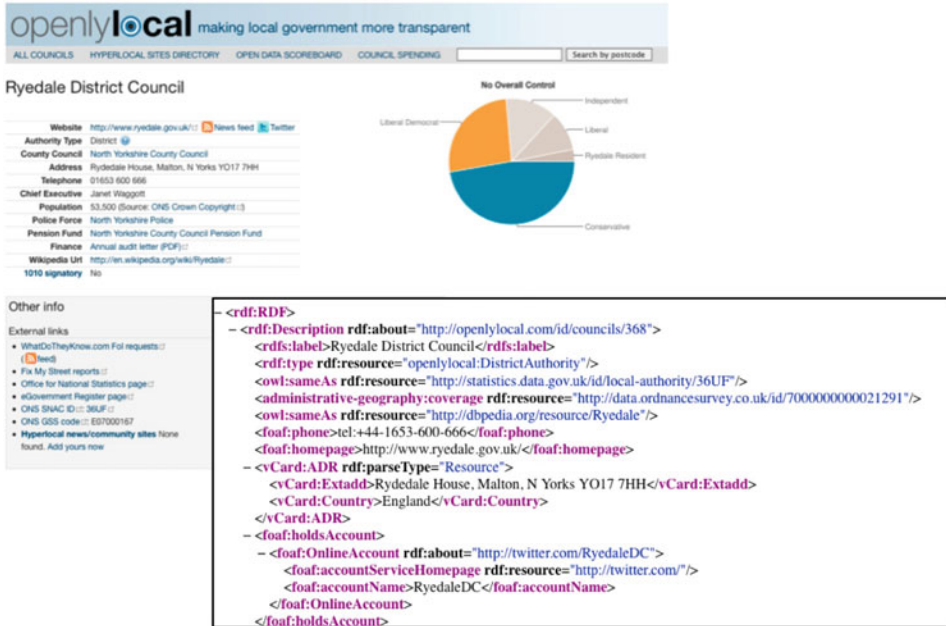 openlylocal making local government more transparent
ALL COUNCILS HYPERLOCAL SITES DIRECTORY OPEN DATA SCOREBOARD COUNCIL SPENDING Search by postcode
Ryedale District Council
Website http://www.ryedale.gov.uk/ News feed Twitter
Authority Type District
County Council North Yorkshire County Council
Address Rydedale House, Malton, N Yorks YO17 7HH
Telephone 01653 600 666
Chief Executive Janet Waggott
Population 53,500 (Source: ONS Crown Copyright)
Police Force North Yorkshire Police
Pension Fund North Yorkshire County Council Pension Fund
Finance Annual audit letter (PDF)
Wikipedia Url http://en.wikipedia.org/wiki/Ryedale
1010 signatory No
No Overall Control
Independent
Liberal Democrat
Liberal
Ryedale Resident
Conservative
Other info
External links
• WhatDoTheyKnow.com FoI requests
(feed)
• Fix My Street reports
• Office for National Statistics page
• eGovernment Register page
• ONS SNAC ID: 36UF
• ONS GSS code: E07000167
• Hyperlocal news/community sites None
found. Add yours now
– <rdf:RDF>
– <rdf:Description rdf:about="http://openlylocal.com/id/councils/368">
<rdfs:label>Ryedale District Council</rdfs:label>
<rdf:type rdf:resource="openlylocal:DistrictAuthority"/>
<owl:sameAs rdf:resource="http://statistics.data.gov.uk/id/local-authority/36UF"/>
<administrative-geography:coverage rdf:resource="http://data.ordnancesurvey.co.uk/id/7000000000021291"/>
<owl:sameAs rdf:resource="http://dbpedia.org/resource/Ryedale"/>
<foaf:phone>tel:+44-1653-600-666</foaf:phone>
<foaf:homepage>http://www.ryedale.gov.uk/</foaf:homepage>
– <vCard:ADR rdf:parseType="Resource">
<vCard:Extadd>Rydedale House, Malton, N Yorks YO17 7HH</vCard:Extadd>
<vCard:Country>England</vCard:Country>
</vCard:ADR>
– <foaf:holdsAccount>
– <foaf:OnlineAccount rdf:about="http://twitter.com/RyedaleDC">
<foaf:accountServiceHomepage rdf:resource="http://twitter.com/"/>
<foaf:accountName>RyedaleDC</foaf:accountName>
</foaf:OnlineAccount>
</foaf:holdsAccount>